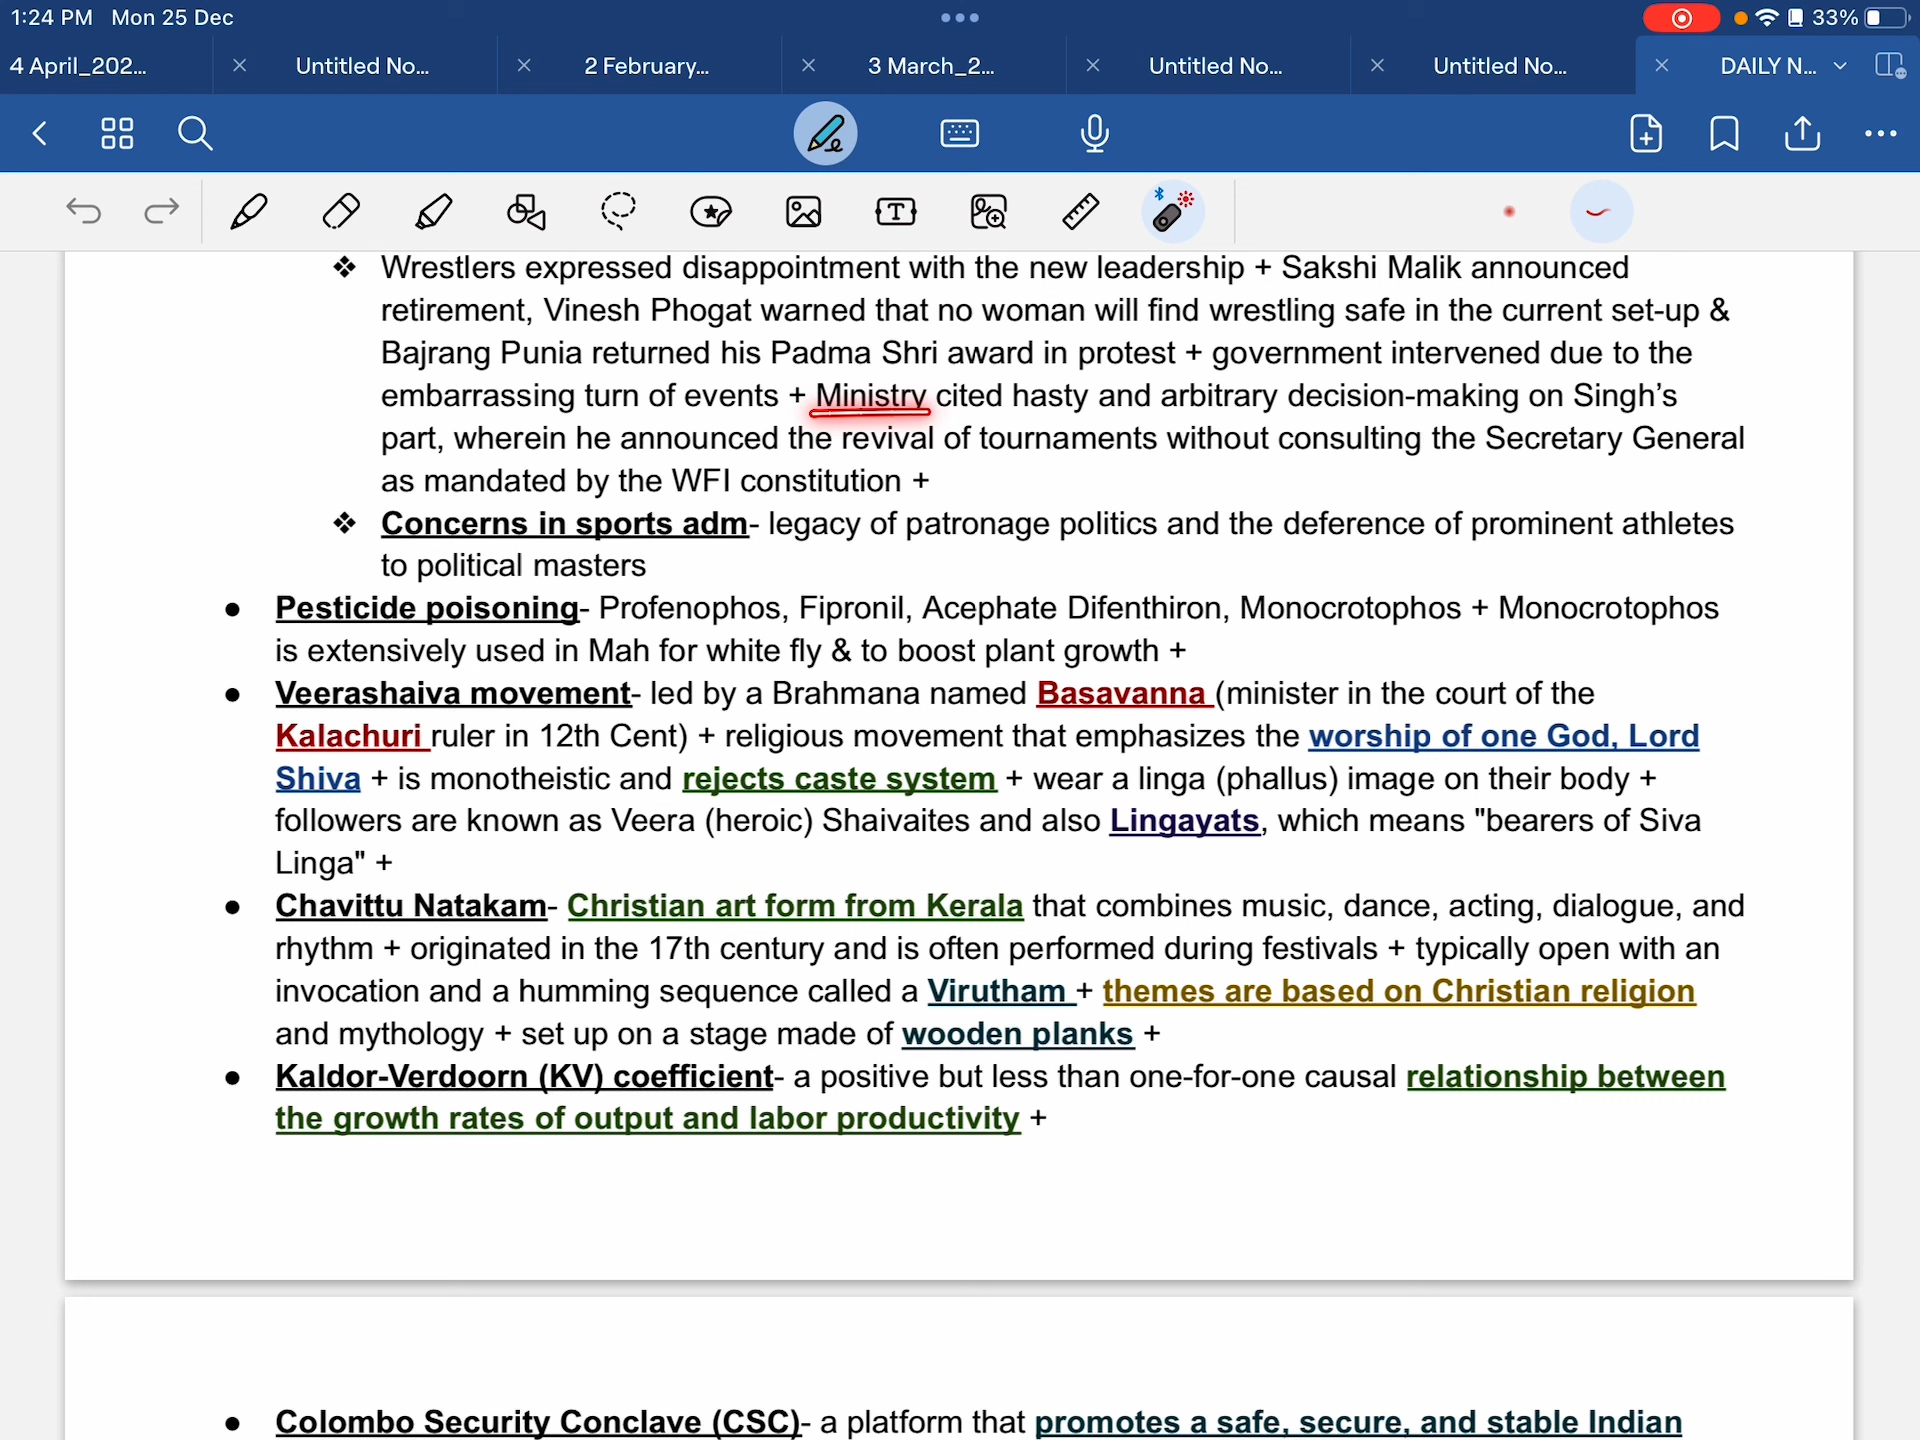 1:24 PM Mon 25 Dec
33%
4 April_202...
Untitled No...
2 February...
3 March_2...
Untitled No...
Untitled No...
DAILY N...
❖ Wrestlers expressed disappointment with the new leadership + Sakshi Malik announced
retirement, Vinesh Phogat warned that no woman will find wrestling safe in the current set-up &
Bajrang Punia returned his Padma Shri award in protest + government intervened due to the
embarrassing turn of events + Ministry cited hasty and arbitrary decision-making on Singh's
part, wherein he announced the revival of tournaments without consulting the Secretary General
as mandated by the WFI constitution +
❖ Concerns in sports adm- legacy of patronage politics and the deference of prominent athletes
to political masters
● Pesticide poisoning- Profenophos, Fipronil, Acephate Difenthiron, Monocrotophos + Monocrotophos
is extensively used in Mah for white fly & to boost plant growth +
● Veerashaiva movement- led by a Brahmana named Basavanna (minister in the court of the
Kalachuri ruler in 12th Cent) + religious movement that emphasizes the worship of one God, Lord
Shiva + is monotheistic and rejects caste system + wear a linga (phallus) image on their body +
followers are known as Veera (heroic) Shaivaites and also Lingayats, which means "bearers of Siva
Linga" +
● Chavittu Natakam- Christian art form from Kerala that combines music, dance, acting, dialogue, and
rhythm + originated in the 17th century and is often performed during festivals + typically open with an
invocation and a humming sequence called a Virutham + themes are based on Christian religion
and mythology + set up on a stage made of wooden planks +
● Kaldor-Verdoorn (KV) coefficient- a positive but less than one-for-one causal relationship between
the growth rates of output and labor productivity +
● Colombo Security Conclave (CSC)- a platform that promotes a safe, secure, and stable Indian